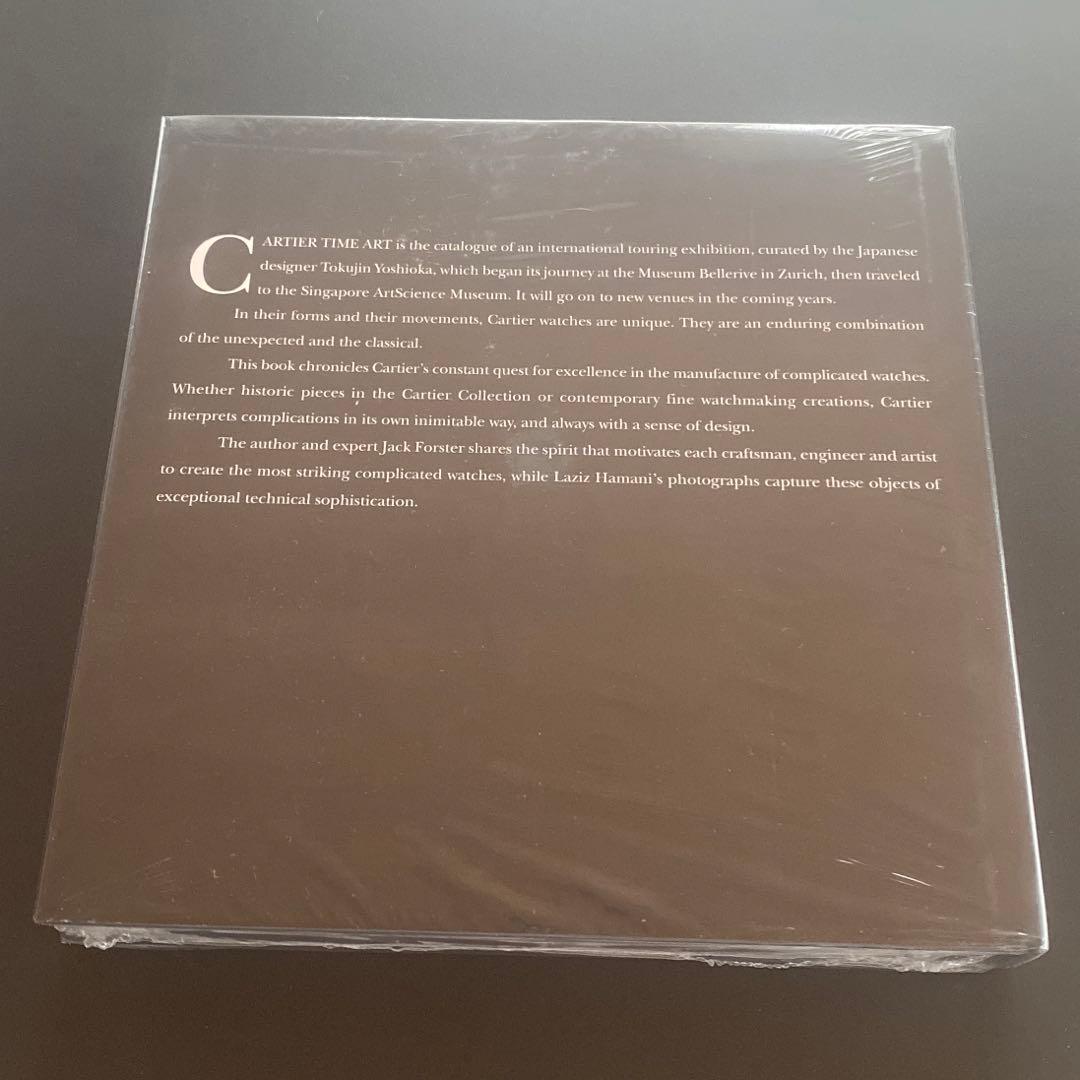 CARTIER TIME ART is the catalogue of an international touring exhibition, curated by the Japanese
designer Tokujin Yoshioka, which began its journey at the Museum Bellerive in Zurich, then traveled
to the Singapore ArtScience Museum. It will go on to new venues in the coming years.
In their forms and their movements, Cartier watches are unique. They are an enduring combination
of the unexpected and the classical.
This book chronicles Cartier's constant quest for excellence in the manufacture of complicated watches.
Whether historic pieces in the Cartier Collection or contemporary fine watchmaking creations, Cartier
interprets complications in its own inimitable way, and always with a sense of design.
The author and expert Jack Forster shares the spirit that motivates each craftsman, engineer and artist
to create the most striking complicated watches, while Laziz Hamani's photographs capture these objects of
exceptional technical sophistication.